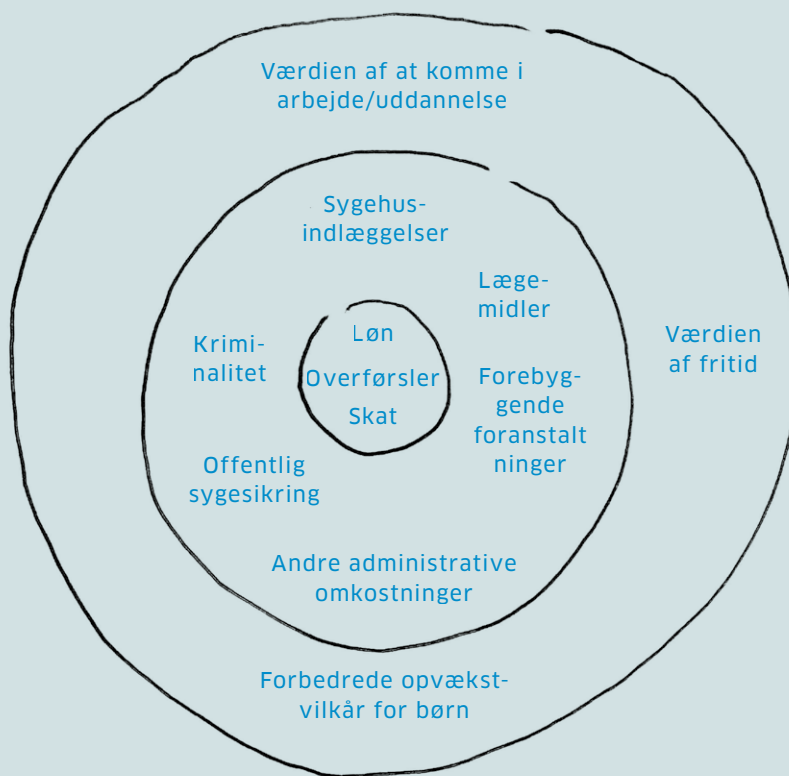 Værdien af at komme i
arbejde/uddannelse
Sygehus-
indlæggelser
Læge-
midler
Krimi-
nalitet
Løn
Overførsler
Skat
Værdien
af fritid
Forebyg-
gende
foranstalt
ninger
Offentlig
sygesikring
Andre administrative
omkostninger
Forbedrede opvækst-
vilkår for børn